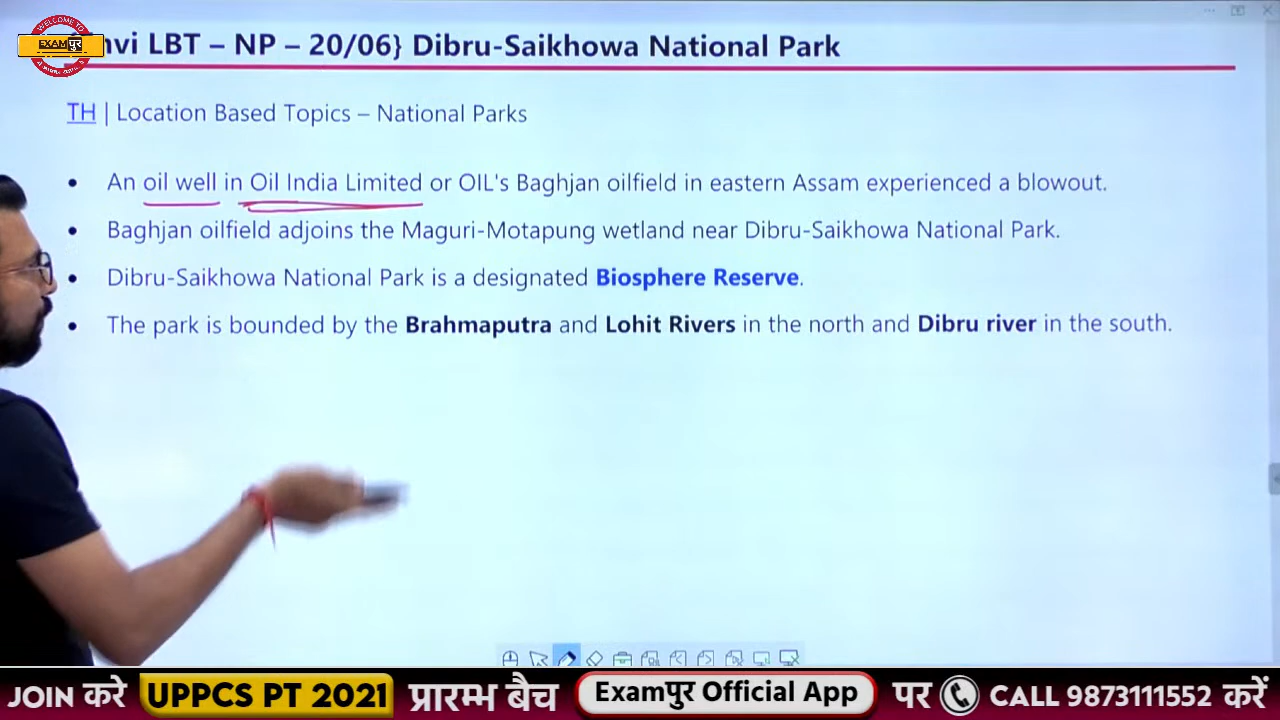 WELCOME TO
EXAMपुर
nvi LBT – NP – 20/06} Dibru-Saikhowa National Park
TH | Location Based Topics – National Parks
• An oil well in Oil India Limited or OIL's Baghjan oilfield in eastern Assam experienced a blowout.
• Baghjan oilfield adjoins the Maguri-Motapung wetland near Dibru-Saikhowa National Park.
• Dibru-Saikhowa National Park is a designated Biosphere Reserve.
• The park is bounded by the Brahmaputra and Lohit Rivers in the north and Dibru river in the south.
JOIN करे UPPCS PT 2021 प्रारम्भ बैच Examपुर Official App पर CALL 9873111552 करें